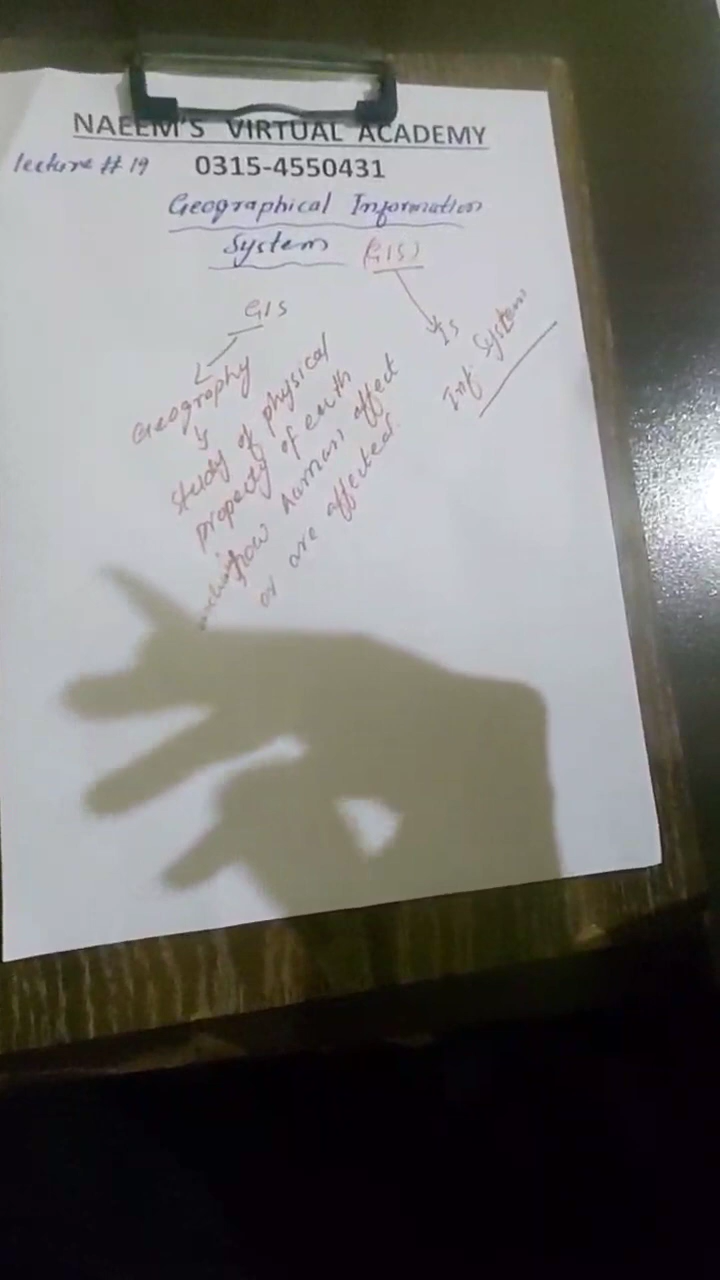 NAEEM'S VIRTUAL ACADEMY
lecture # 19 0315-4550431
Geographical Information
System (GIS)
GIS
Geography
Study of physical
property of earth
how humans affect
or are affected.
Is
Inf System